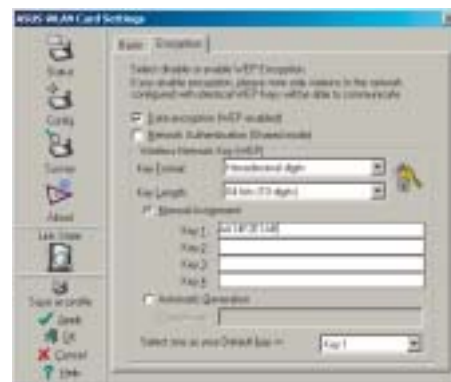 ASUS WLAN Card Settings
Status
Config
Survey
About
Link State
Save as profile
Apply
OK
Cancel
Help
Basic
Encryption
Select disable or enable WEP Encryption.
If you enable encryption, please note only stations in the network
configured with identical WEP Keys will be able to communicate.
Data encryption (WEP enabled)
Network Authentication (Shared mode)
Wireless Network Key (WEP)
Key Format: Hexadecimal digits
Key Length: 64 bits (10 digits)
Manual Assignment
Key 1:
Key 2:
Key 3:
Key 4:
Automatic Generation
Select one as your Default key => Key 1